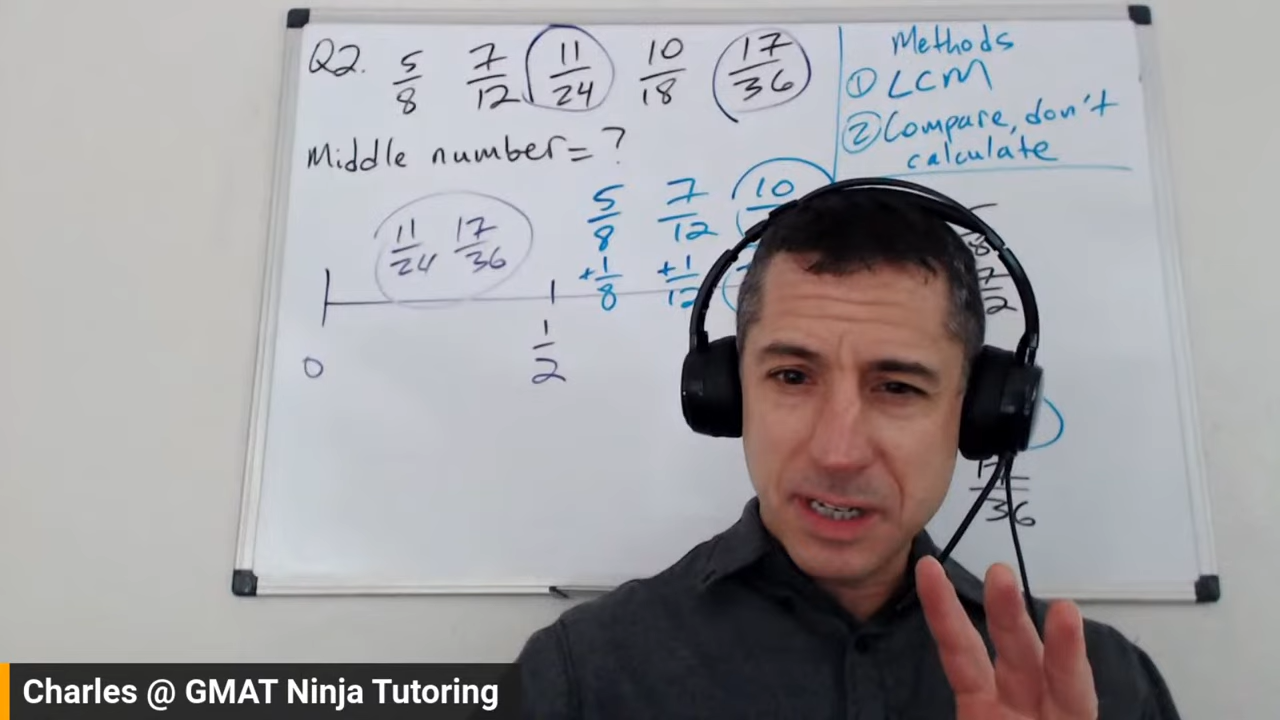 Q2. 5/8 7/12 11/24 10/18 17/36
Middle number = ?
Methods
① LCM
② Compare, don't
calculate
11/24 17/36
5/8 7/12 10
+1/8 +1/12
0 1/2
7/12
36
Charles @ GMAT Ninja Tutoring